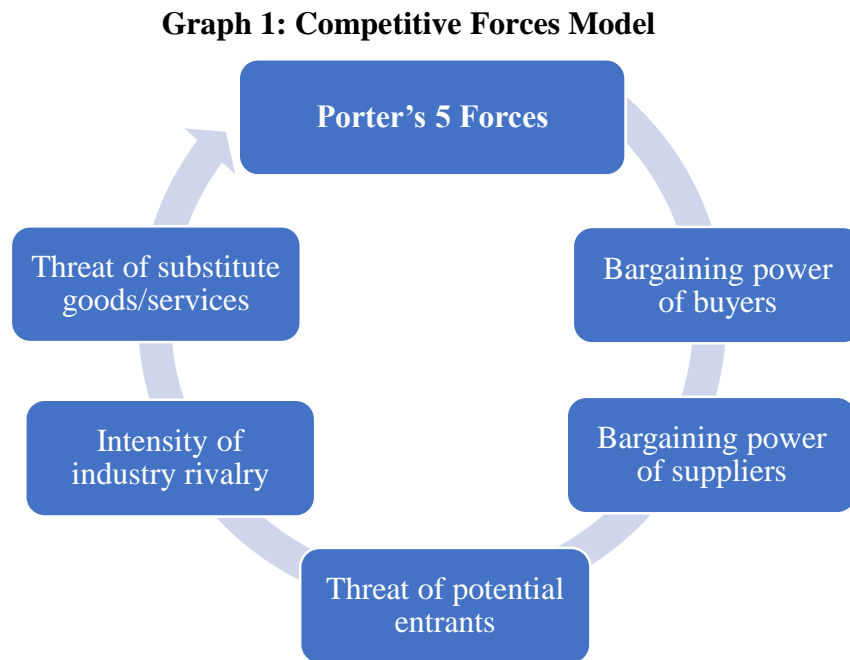 Graph 1: Competitive Forces Model
Porter’s 5 Forces
Bargaining power
of buyers
Bargaining power
of suppliers
Threat of potential
entrants
Intensity of
industry rivalry
Threat of substitute
goods/services